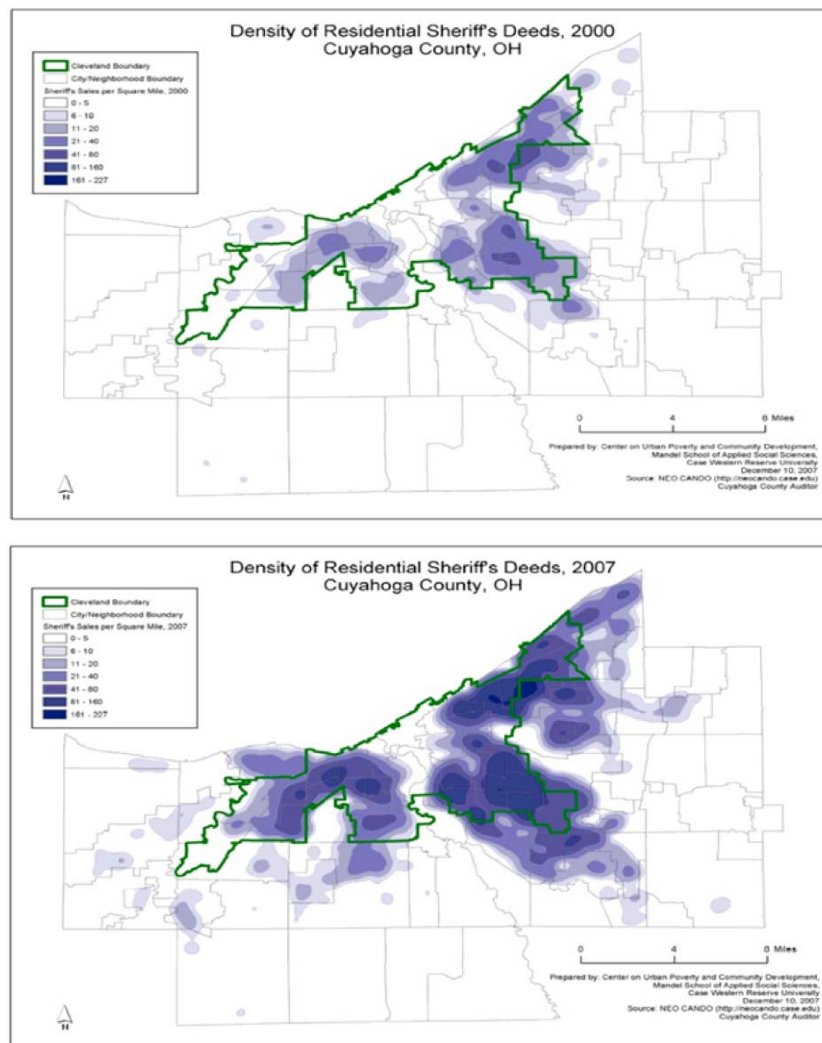 Density of Residential Sheriff's Deeds, 2000
Cuyahoga County, OH
Cleveland Boundary
City/Neighborhood Boundary
Sheriff's Sales per Square Mile, 2000
0 - 5
6 - 10
11 - 20
21 - 40
41 - 80
81 - 160
161 - 227
0 4 8 Miles
Prepared by: Center on Urban Poverty and Community Development,
Mandel School of Applied Social Sciences,
Case Western Reserve University
December 10, 2007
Source: NEO CANDO (http://neocando.case.edu)
Cuyahoga County Auditor
N
Density of Residential Sheriff's Deeds, 2007
Cuyahoga County, OH
Cleveland Boundary
City/Neighborhood Boundary
Sheriff's Sales per Square Mile, 2007
0 - 5
6 - 10
11 - 20
21 - 40
41 - 80
81 - 160
161 - 227
0 4 8 Miles
Prepared by: Center on Urban Poverty and Community Development,
Mandel School of Applied Social Sciences,
Case Western Reserve University
December 10, 2007
Source: NEO CANDO (http://neocando.case.edu)
Cuyahoga County Auditor
N